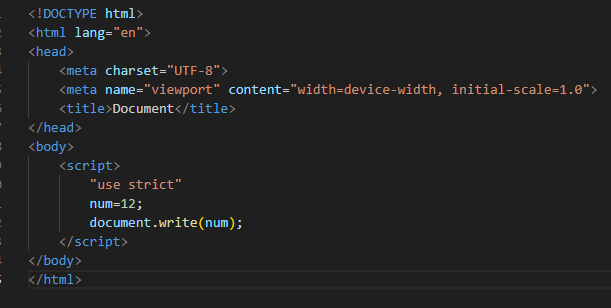 <!DOCTYPE html>
<html lang="en">
<head>
    <meta charset="UTF-8">
    <meta name="viewport" content="width=device-width, initial-scale=1.0">
    <title>Document</title>
</head>
<body>
    <script>
        "use strict"
        num=12;
        document.write(num);
    </script>
</body>
</html>